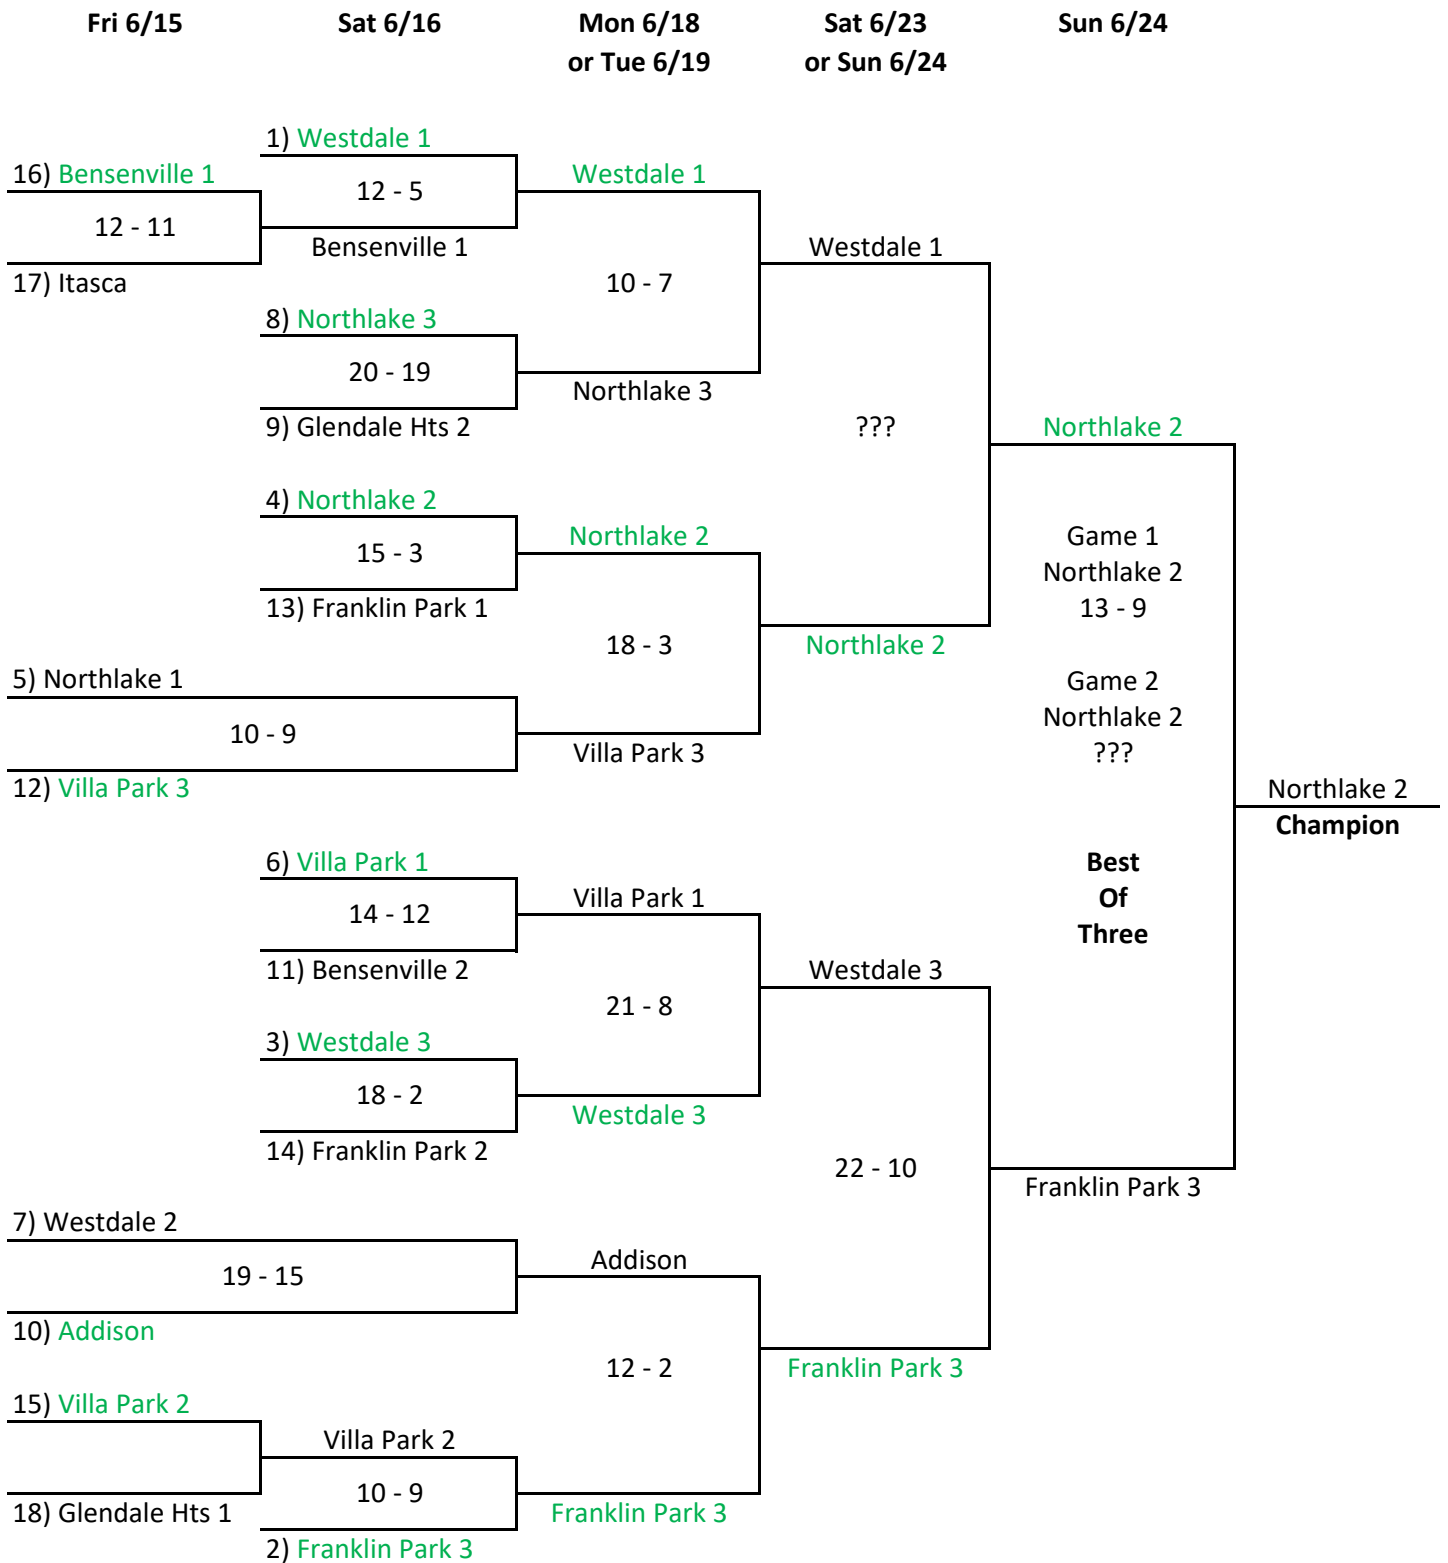 Fri 6/15
Sat 6/16
Mon 6/18
or Tue 6/19
Sat 6/23
or Sun 6/24
Sun 6/24
1) Westdale 1
16) Bensenville 1
12 - 5
Westdale 1
12 - 11
Bensenville 1
Westdale 1
17) Itasca
10 - 7
8) Northlake 3
20 - 19
Northlake 3
9) Glendale Hts 2
???
Northlake 2
4) Northlake 2
15 - 3
Northlake 2
Game 1
Northlake 2
13 - 9
13) Franklin Park 1
18 - 3
Northlake 2
5) Northlake 1
Game 2
Northlake 2
???
10 - 9
Villa Park 3
12) Villa Park 3
Northlake 2
Champion
6) Villa Park 1
Best
Of
Three
14 - 12
Villa Park 1
11) Bensenville 2
Westdale 3
21 - 8
3) Westdale 3
18 - 2
Westdale 3
14) Franklin Park 2
22 - 10
Franklin Park 3
7) Westdale 2
19 - 15
Addison
10) Addison
12 - 2
Franklin Park 3
15) Villa Park 2
Villa Park 2
10 - 9
18) Glendale Hts 1
Franklin Park 3
2) Franklin Park 3